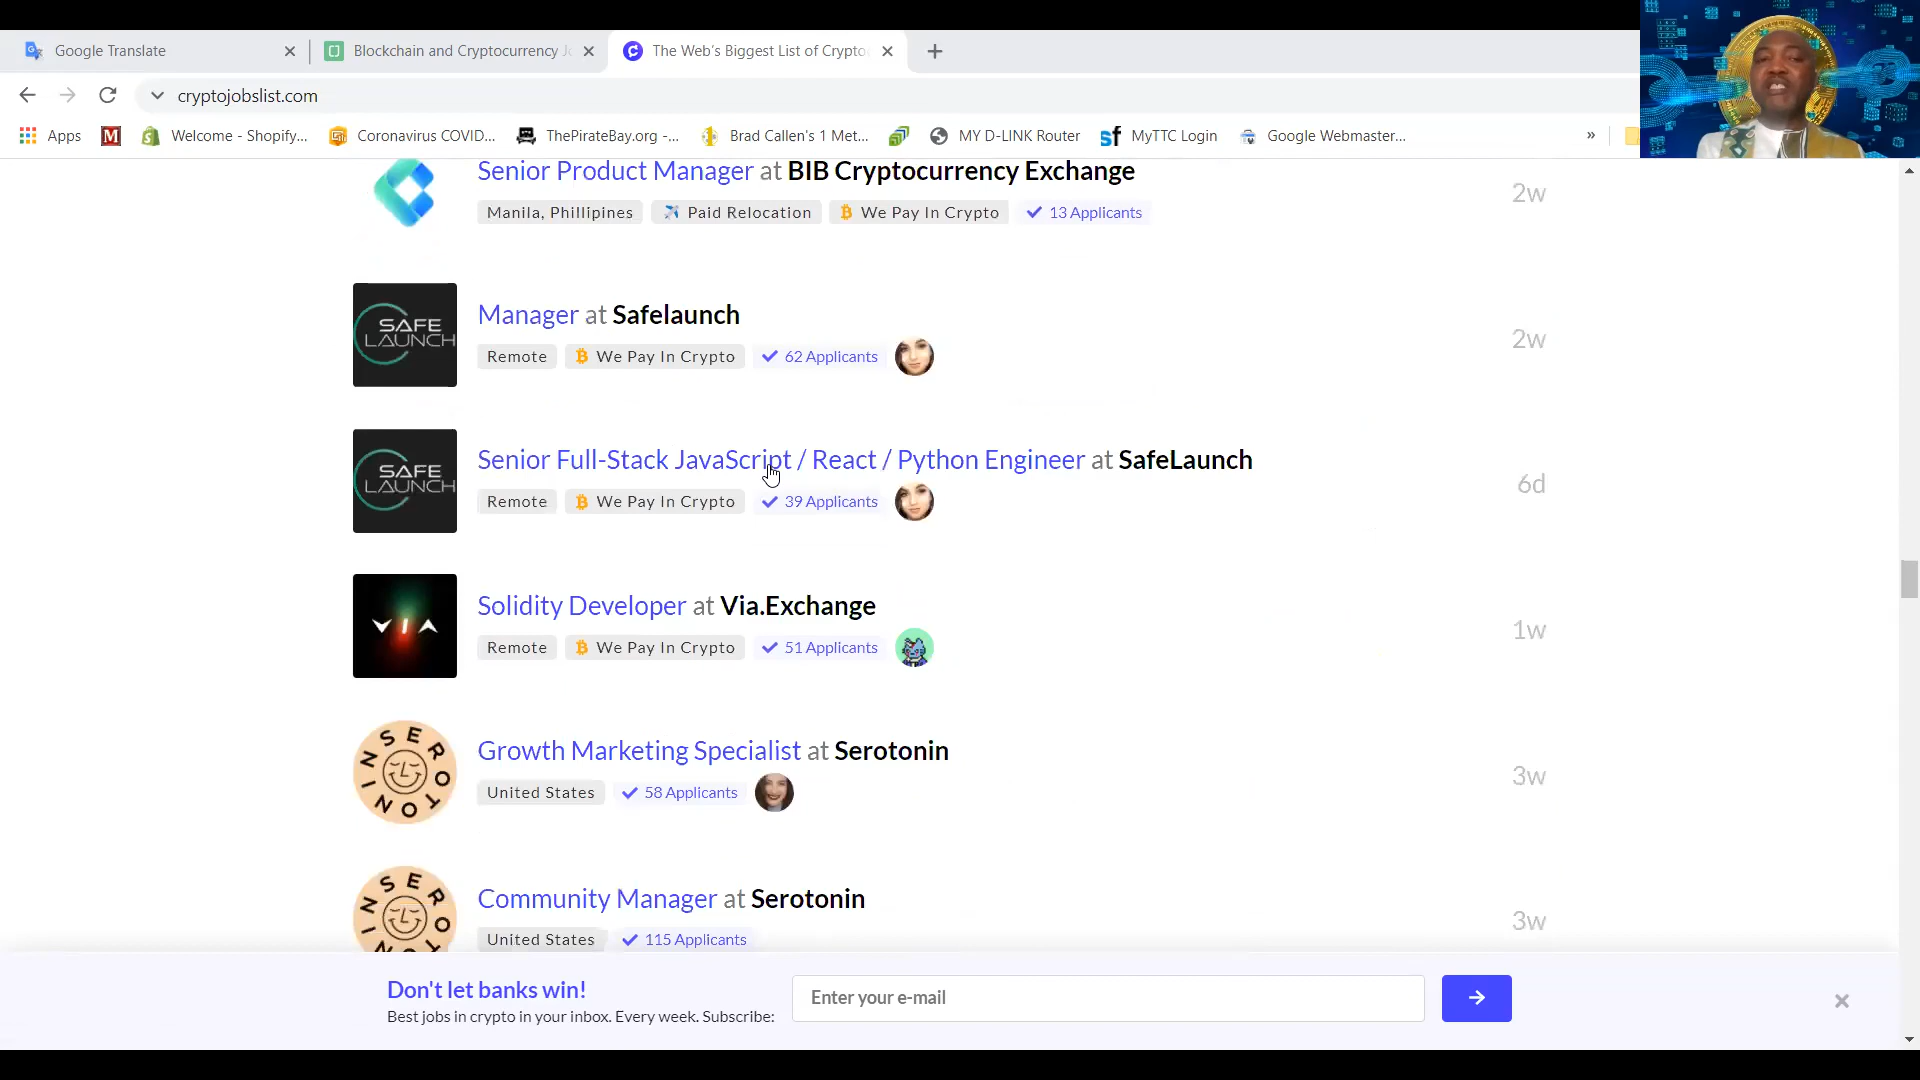 Google Translate
Blockchain and Cryptocurrency J
The Web's Biggest List of Crypto
cryptojobslist.com
Apps
Welcome - Shopify...
Coronavirus COVID...
ThePirateBay.org -...
Brad Callen's 1 Met...
MY D-LINK Router
MyTTC Login
Google Webmaster...
»
Senior Product Manager at BIB Cryptocurrency Exchange
2w
Manila, Phillipines
Paid Relocation
We Pay In Crypto
13 Applicants
SAFE
LAUNCH
Manager at Safelaunch
2w
Remote
We Pay In Crypto
62 Applicants
SAFE
LAUNCH
Senior Full-Stack JavaScript / React / Python Engineer at SafeLaunch
6d
Remote
We Pay In Crypto
39 Applicants
VIA
Solidity Developer at Via.Exchange
1w
Remote
We Pay In Crypto
51 Applicants
SEROTONIN
Growth Marketing Specialist at Serotonin
3w
United States
58 Applicants
SEROTONIN
Community Manager at Serotonin
3w
United States
115 Applicants
Don't let banks win!
Best jobs in crypto in your inbox. Every week. Subscribe:
Enter your e-mail